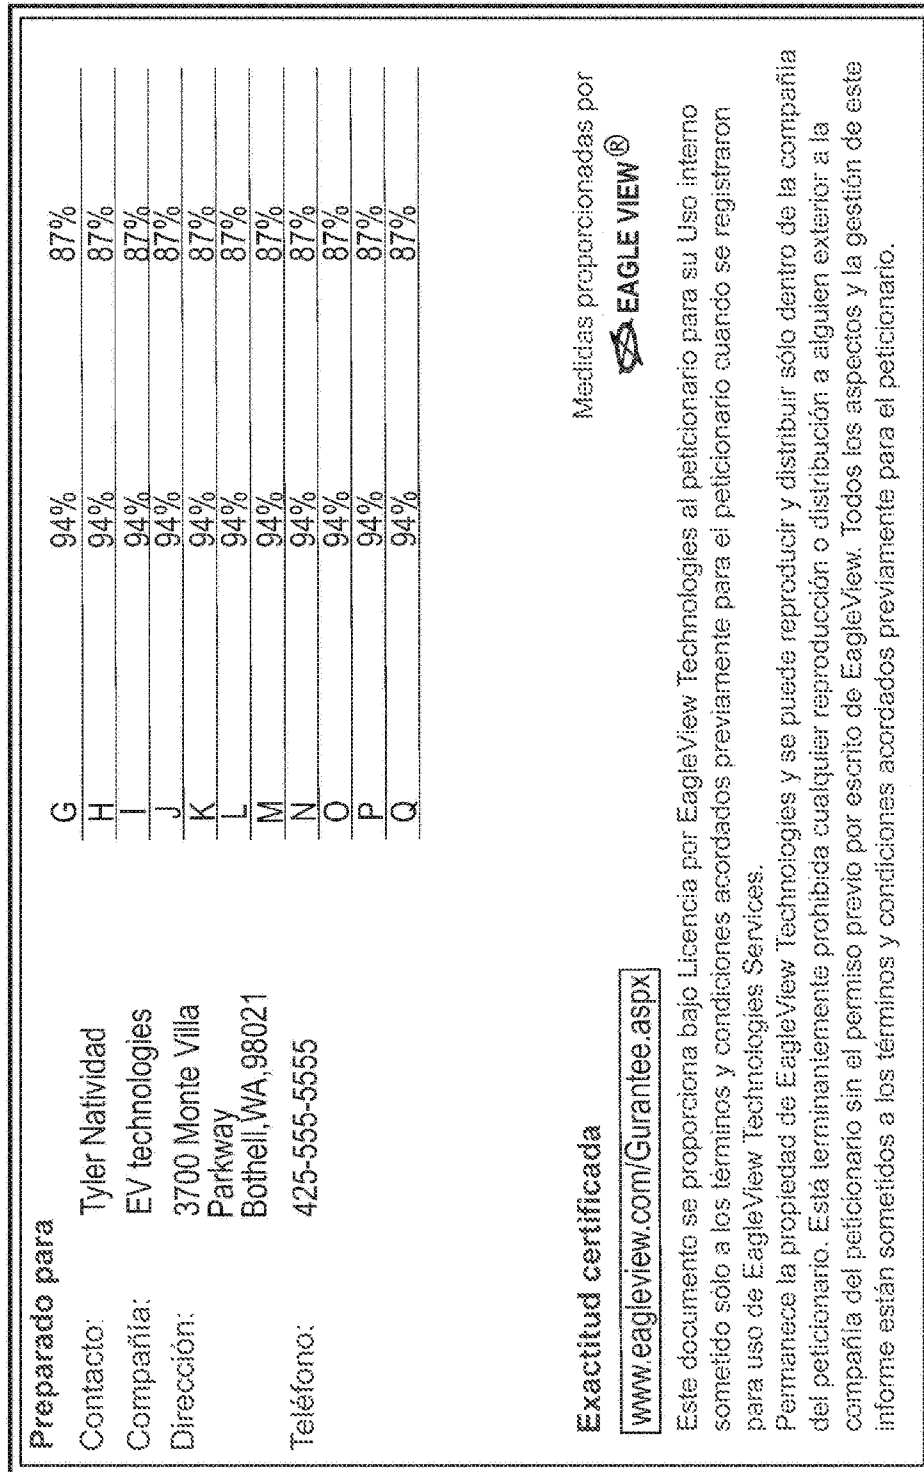 Preparado para
Contacto: Tyler Natividad
Compañía: EV technologies
Dirección: 3700 Monte Villa
Parkway
Bothell,WA,98021
Teléfono: 425-555-5555
G 94% 87%
H 94% 87%
I 94% 87%
J 94% 87%
K 94% 87%
L 94% 87%
M 94% 87%
N 94% 87%
O 94% 87%
P 94% 87%
Q 94% 87%
Exactitud certificada
www.eagleview.com/Gurantee.aspx
Medidas proporcionadas por
EAGLE VIEW®
Este documento se proporciona bajo Licencia por EagleView Technologies al peticionario para su Uso interno
sometido sólo a los términos y condiciones acordados previamente para el peticionario cuando se registraron
para uso de EagleView Technologies Services.
Permanece la propiedad de EagleView Technologies y se puede reproducir y distribuir sólo dentro de la compañía
del peticionario. Está terminantemente prohibida cualquier reproducción o distribución a alguien exterior a la
compañía del peticionario sin el permiso previo por escrito de EagleView. Todos los aspectos y la gestión de este
informe están sometidos a los términos y condiciones acordados previamente para el peticionario.